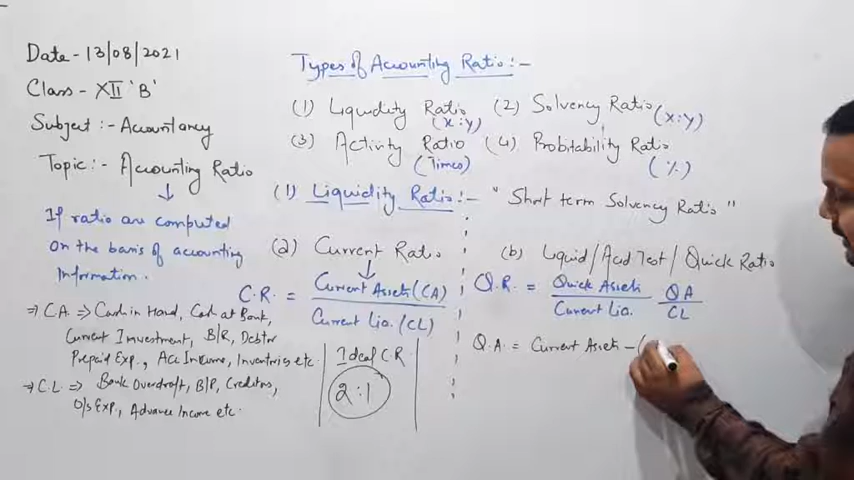 Date - 13/08/2021
Class - XII 'B'
Subject :- Accountancy
Topic :- Accounting Ratio
If ratio are computed
on the basis of accounting
Information.
Types of Accounting Ratio :-
(1) Liquidity Ratio (x:y) (2) Solvency Ratio (x:y)
(3) Activity Ratio (Times) (4) Probitability Ratio (%)
(1) Liquidity Ratio :- "Short term Solvency Ratio"
(2) Current Ratio
C.R. = Current Assets (CA)
Current Lia. (CL)
(b) Liquid/Acid Test/Quick Ratio
Q.R. = Quick Assets QA
Current Lia. CL
Q.A. = Current Assets - (
⇒ C.A. ⇒ Cash in Hand, Cash at Bank,
Current Investment, B/R, Debtor
Prepaid Exp., Acc Income, Inventories etc.
⇒ C.L. ⇒ Bank Overdraft, B/P, Creditors,
O/s Exp., Advance Income etc.
Ideal CR
2:1